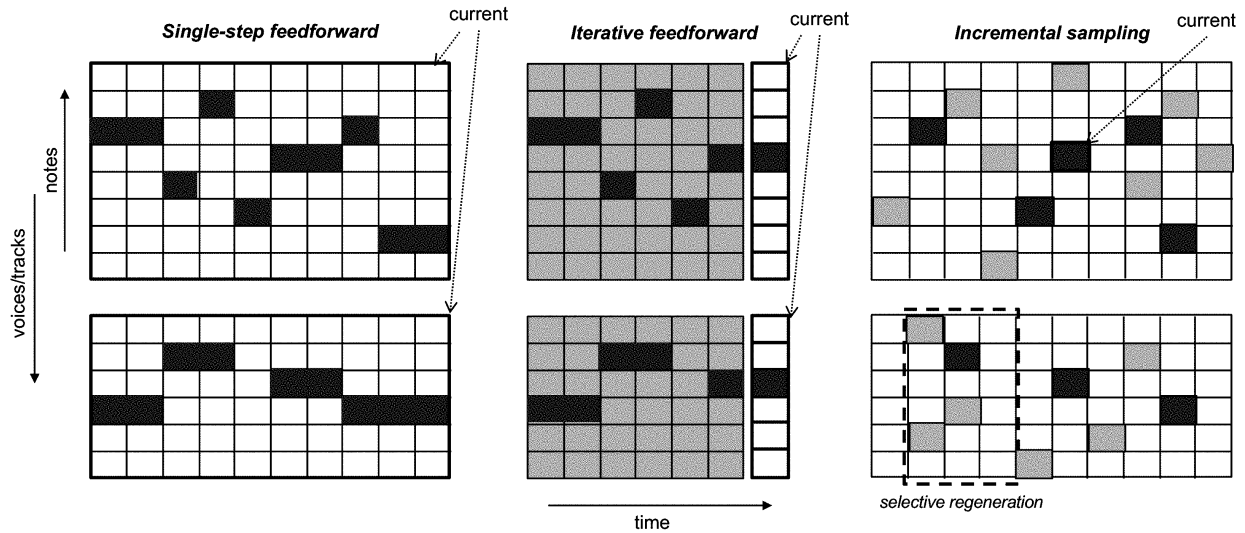 current
Single-step feedforward
current
Iterative feedforward
current
Incremental sampling
notes
voices/tracks
selective regeneration
time